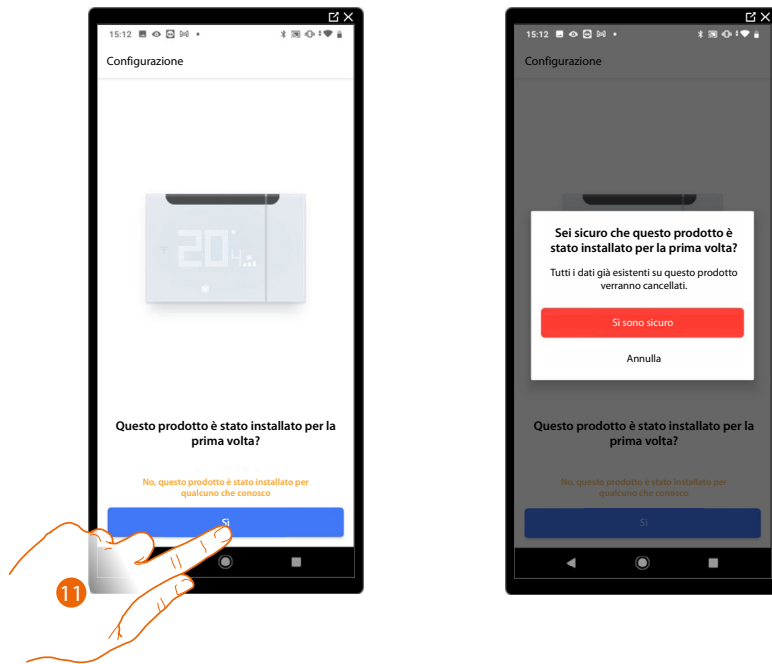 15:12
Configurazione
20
Questo prodotto è stato installato per la
prima volta?
No, questo prodotto è stato installato per
qualcuno che conosco
Sì
11
15:12
Configurazione
Sei sicuro che questo prodotto è
stato installato per la prima volta?
Tutti i dati già esistenti su questo prodotto
verranno cancellati.
Sì sono sicuro
Annulla
Questo prodotto è stato installato per la
prima volta?
No, questo prodotto è stato installato per
qualcuno che conosco
Sì